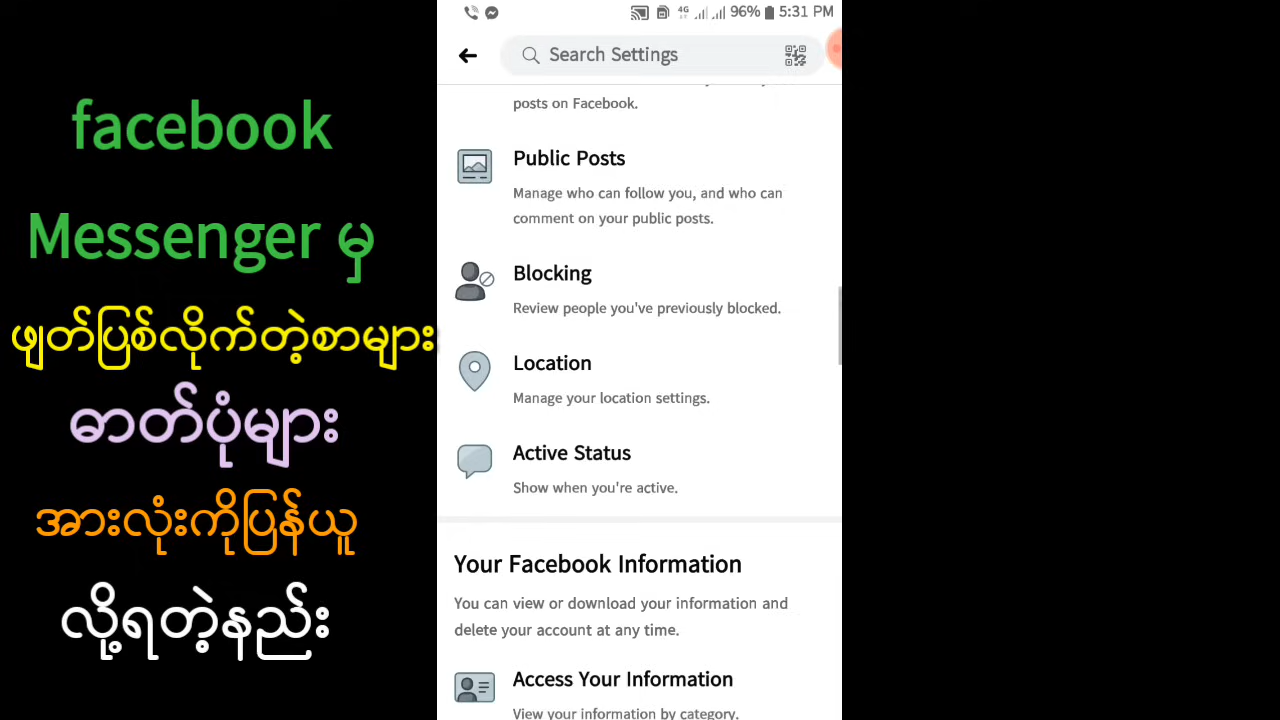 facebook
Messenger မှ
ဖျတ်ပြစ်လိုက်တဲ့စာများ
ဓာတ်ပုံများ
အားလုံးကိုပြန်ယူ
လို့ရတဲ့နည်း
4G 96% 5:31 PM
Search Settings
posts on Facebook.
Public Posts
Manage who can follow you, and who can
comment on your public posts.
Blocking
Review people you've previously blocked.
Location
Manage your location settings.
Active Status
Show when you're active.
Your Facebook Information
You can view or download your information and
delete your account at any time.
Access Your Information
View your information by category.